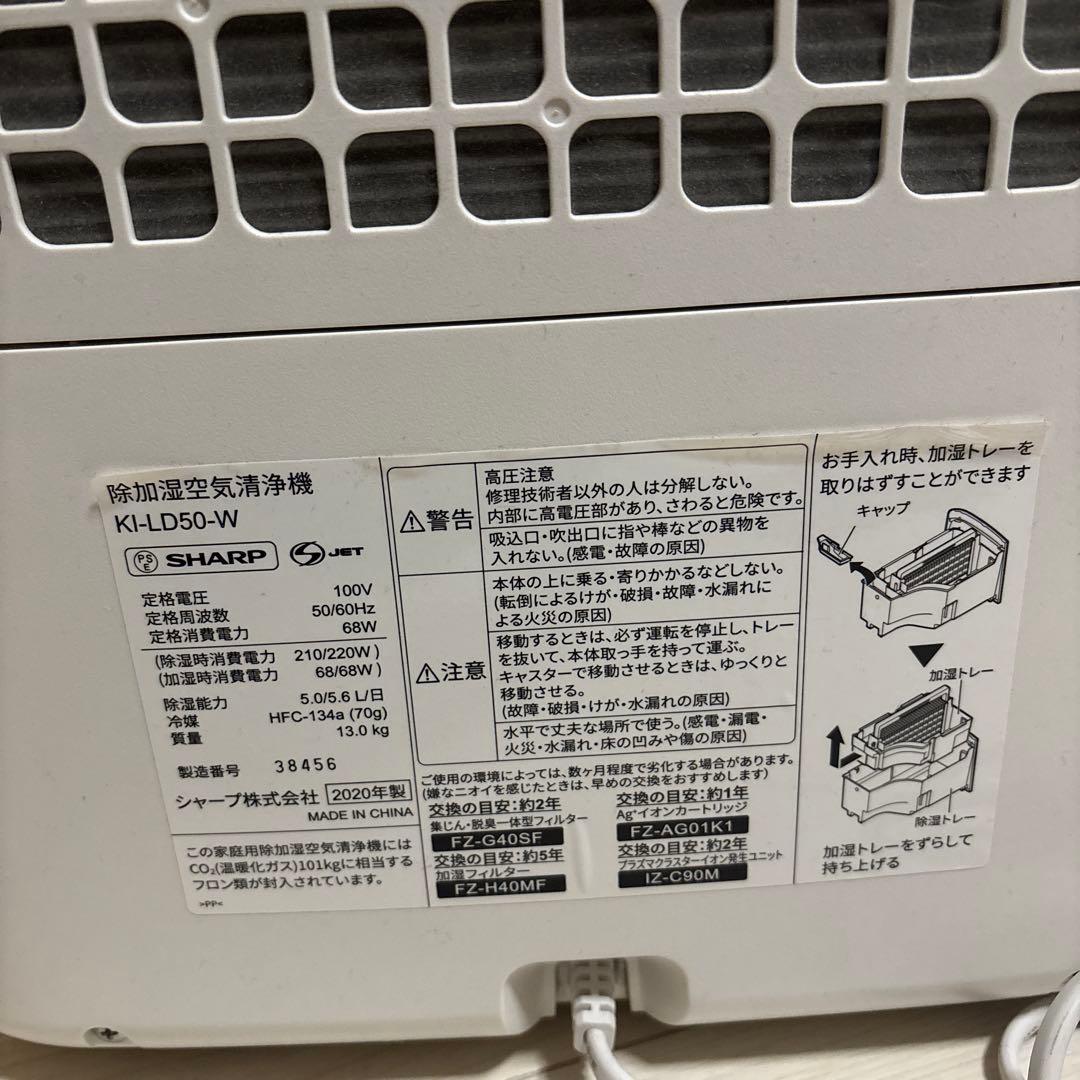 除加湿空気清浄機
KI-LD50-W
PS
E
SHARP
S JET
定格電圧 100V
定格周波数 50/60Hz
定格消費電力 68W
(除湿時消費電力 210/220W)
(加湿時消費電力 68/68W)
除湿能力 5.0/5.6 L/日
冷媒 HFC-134a (70g)
質量 13.0 kg
製造番号 38456
シャープ株式会社 2020年製
MADE IN CHINA
この家庭用除加湿空気清浄機には
CO₂(温暖化ガス)101kgに相当する
フロン類が封入されています。
>PP<
警告
高圧注意
修理技術者以外の人は分解しない。
内部に高電圧部があり、さわると危険です。
吸込口・吹出口に指や棒などの異物を
入れない。(感電・故障の原因)
注意
本体の上に乗る・寄りかかるなどしない。
(転倒によるけが・破損・故障・水漏れに
よる火災の原因)
移動するときは、必ず運転を停止し、トレー
を抜いて、本体取っ手を持って運ぶ。
キャスターで移動させるときは、ゆっくりと
移動させる。
(故障・破損・けが・水漏れの原因)
水平で丈夫な場所で使う。(感電・漏電・
火災・水漏れ・床の凹みや傷の原因)
ご使用の環境によっては、数ヶ月程度で劣化する場合があります。
(嫌なニオイを感じたときは、早めの交換をおすすめします)
交換の目安:約2年
集じん・脱臭一体型フィルター
FZ-G40SF
交換の目安:約5年
加湿フィルター
FZ-H40MF
交換の目安:約1年
Ag⁺イオンカートリッジ
FZ-AG01K1
交換の目安:約2年
プラズマクラスターイオン発生ユニット
IZ-C90M
お手入れ時、加湿トレーを
取りはずすことができます
キャップ
加湿トレー
除湿トレー
加湿トレーをずらして
持ち上げる